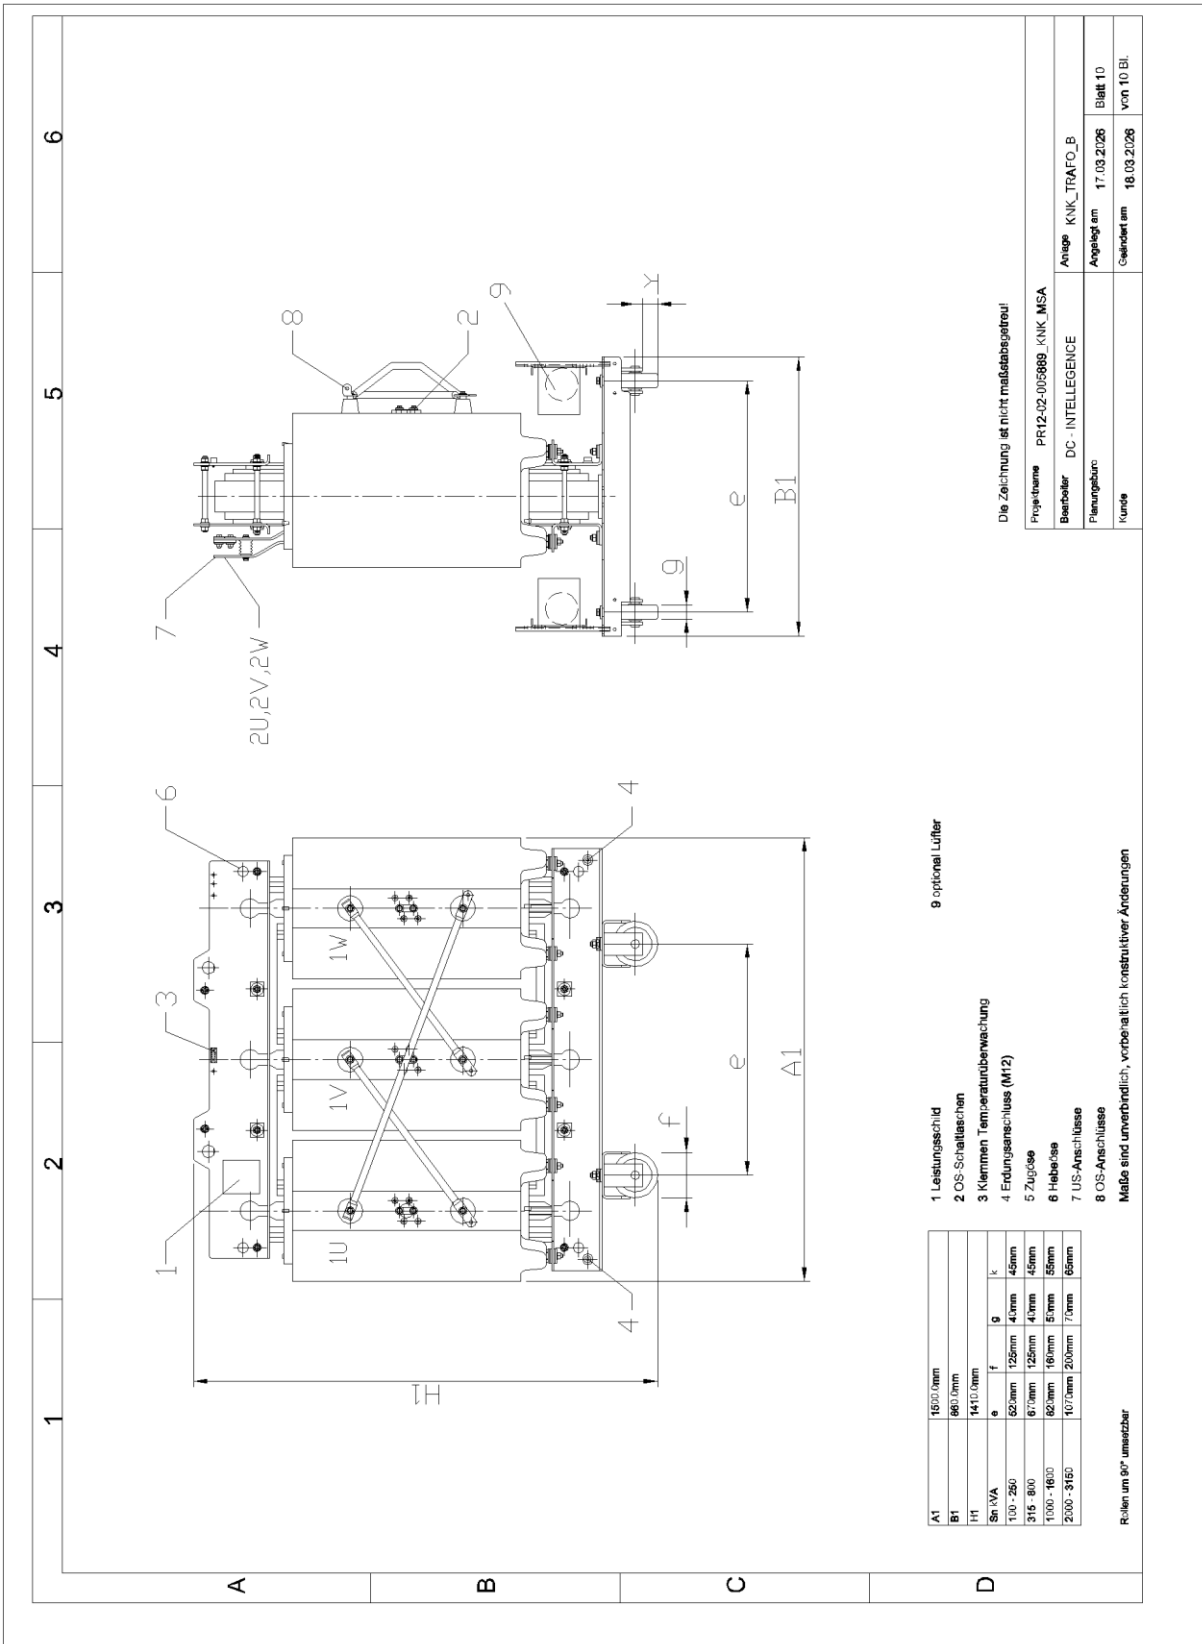 1
2
3
4
5
6
A
B
C
D
1
3
6
1U
1V
1W
4
4
H1
f
e
A1
7
2U,2V,2W
8
2
9
g
e
B1
Y
A1 1500.0mm
B1 860.0mm
H1 1410.0mm
Sn kVA e f g k
100 - 250 520mm 125mm 40mm 45mm
315 - 800 670mm 125mm 40mm 45mm
1000 - 1600 820mm 160mm 50mm 55mm
2000 - 3150 1070mm 200mm 70mm 65mm
Rollen um 90° umsetzbar
1 Leistungsschild
2 OS-Schaltlaschen
3 Klemmen Temperaturüberwachung
4 Erdungsanschluss (M12)
5 Zugöse
6 Hebeöse
7 US-Anschlüsse
8 OS-Anschlüsse
9 optional Lüfter
Maße sind unverbindlich, vorbehaltlich konstruktiver Änderungen
Die Zeichnung ist nicht maßstabsgetreu!
Projektname PR12-02-005889_KNK_MSA
Bearbeiter DC - INTELLEGENCE Anlage KNK_TRAFO_B
Planungsbüro Angelegt am 17.03.2026 Blatt 10
Kunde Geändert am 18.03.2026 von 10 Bl.